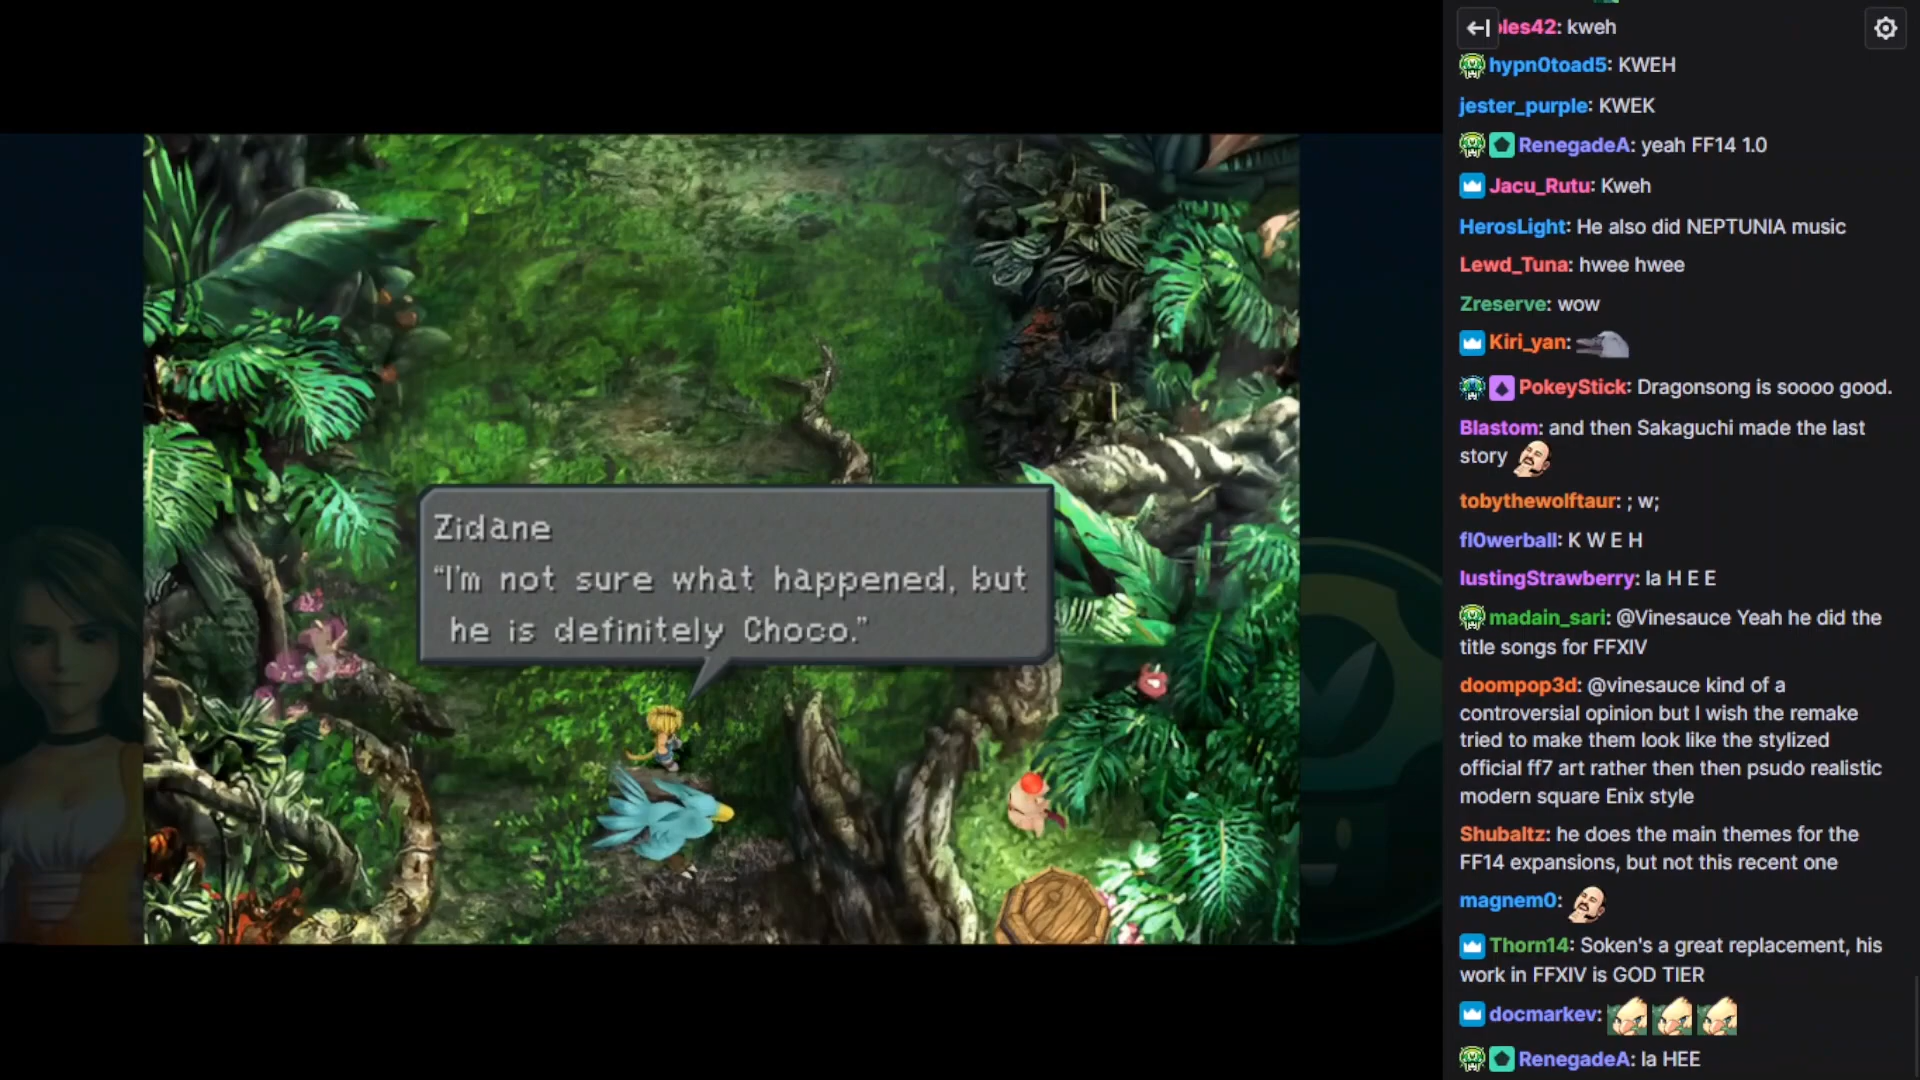 Zidane
“I'm not sure what happened, but
he is definitely Choco.”
les42: kweh
hypn0toad5: KWEH
jester_purple: KWEK
RenegadeA: yeah FF14 1.0
Jacu_Rutu: Kweh
HerosLight: He also did NEPTUNIA music
Lewd_Tuna: hwee hwee
Zreserve: wow
Kiri_yan:
PokeyStick: Dragonsong is soooo good.
Blastom: and then Sakaguchi made the last
story
tobythewolftaur: ; w;
fl0werball: K W E H
lustingStrawberry: la H E E
madain_sari: @Vinesauce Yeah he did the
title songs for FFXIV
doompop3d: @vinesauce kind of a
controversial opinion but I wish the remake
tried to make them look like the stylized
official ff7 art rather then then psudo realistic
modern square Enix style
Shubaltz: he does the main themes for the
FF14 expansions, but not this recent one
magnem0:
Thorn14: Soken's a great replacement, his
work in FFXIV is GOD TIER
docmarkev:
RenegadeA: la HEE